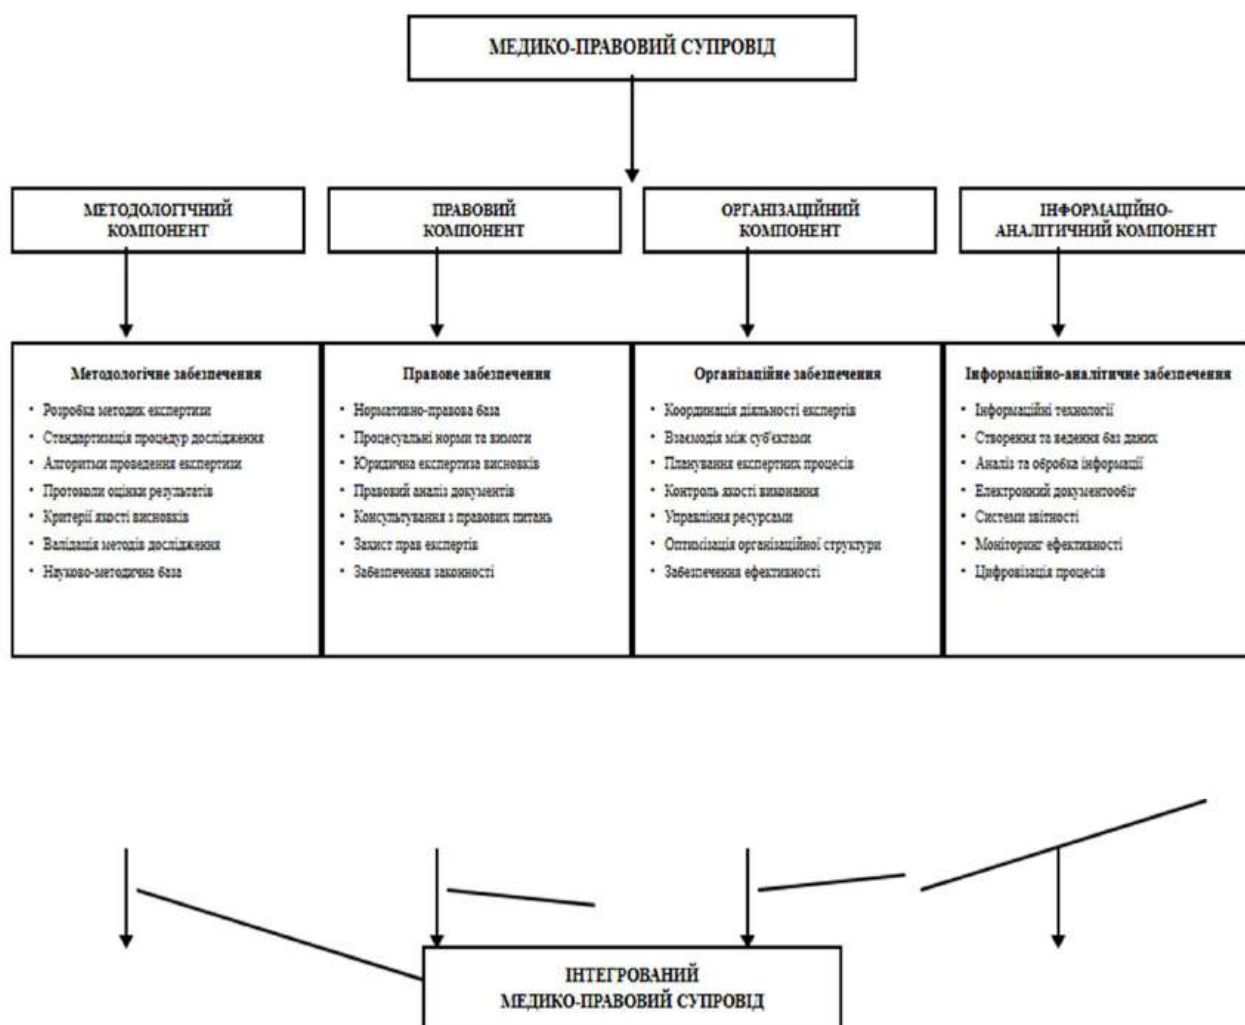 МЕДИКО-ПРАВОВИЙ СУПРОВІД
МЕТОДОЛОГІЧНИЙ
КОМПОНЕНТ
ПРАВОВИЙ
КОМПОНЕНТ
ОРГАНІЗАЦІЙНИЙ
КОМПОНЕНТ
ІНФОРМАЦІЙНО-
АНАЛІТИЧНИЙ КОМПОНЕНТ
Методологічне забезпечення
• Розробка методик експертизи
• Стандартизація процедур дослідження
• Алгоритми проведення експертизи
• Протоколи оцінки результатів
• Критерії якості висновків
• Валідація методів дослідження
• Науково-методична база
Правове забезпечення
• Нормативно-правова база
• Процесуальні норми та вимоги
• Юридична експертиза висновків
• Правовий аналіз документів
• Консультування з правових питань
• Захист прав експертів
• Забезпечення законності
Організаційне забезпечення
• Координація діяльності експертів
• Взаємодія між суб'єктами
• Планування експертних процесів
• Контроль якості виконання
• Управління ресурсами
• Оптимізація організаційної структури
• Забезпечення ефективності
Інформаційно-аналітичне забезпечення
• Інформаційні технології
• Створення та ведення баз даних
• Аналіз та обробка інформації
• Електронний документообіг
• Системи звітності
• Моніторинг ефективності
• Цифровізація процесів
ІНТЕГРОВАНИЙ
МЕДИКО-ПРАВОВИЙ СУПРОВІД